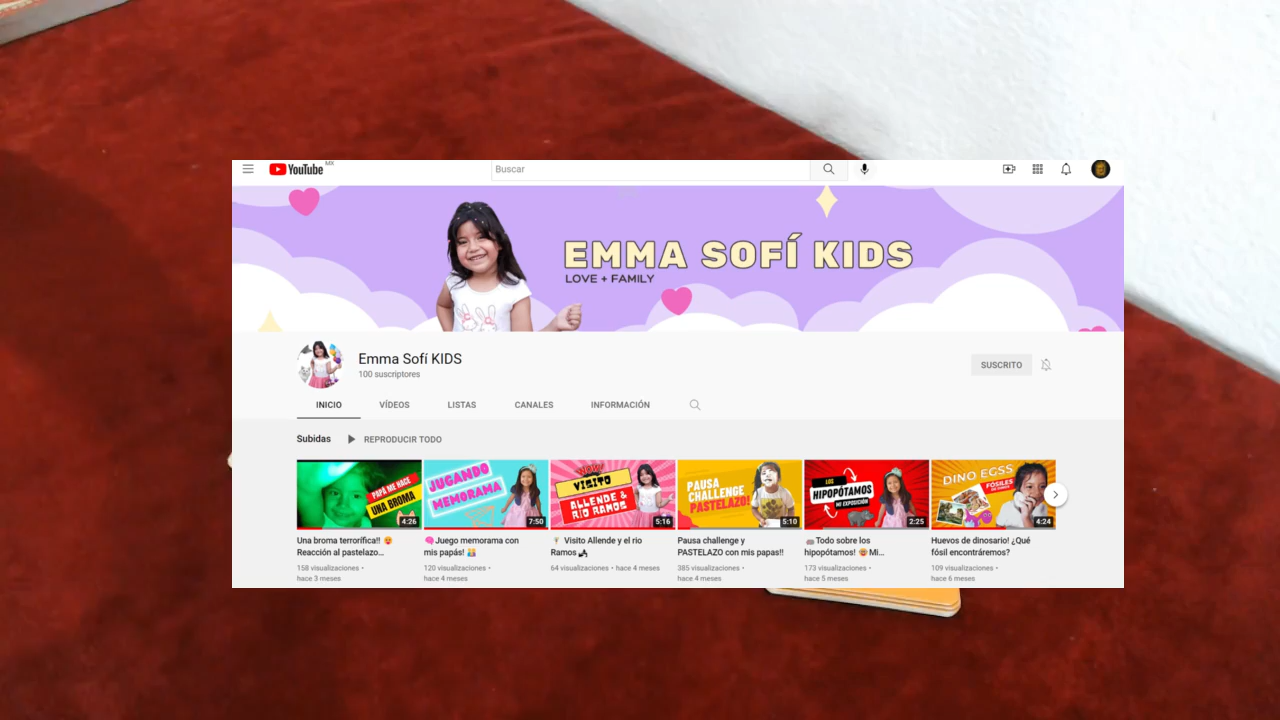 YouTube MX
Buscar
EMMA SOFÍ KIDS
LOVE + FAMILY
Emma Sofí KIDS
100 suscriptores
SUSCRITO
INICIO VÍDEOS LISTAS CANALES INFORMACIÓN
Subidas REPRODUCIR TODO
PAPÁ ME HACE
UNA BROMA
4:26
JUGANDO
MEMORAMA
7:50
WOW!
VISITO
ALLENDE &
RIO RAMOS
5:16
PAUSA
CHALLENGE
PASTELAZO!
5:10
LOS
HIPOPÓTAMOS
MI EXPOSICIÓN
2:25
DINO EGSS
FÓSILES
4:24
Una broma terrorífica!! 😍
Reacción al pastelazo...
158 visualizaciones •
hace 3 meses
🧠Juego memorama con
mis papás! 👫
120 visualizaciones •
hace 4 meses
Visito Allende y el rio
Ramos 🏞
64 visualizaciones • hace 4 meses
Pausa challenge y
PASTELAZO con mis papas!!
385 visualizaciones •
hace 4 meses
🦛Todo sobre los
hipopótamos! 😍 Mi...
173 visualizaciones •
hace 5 meses
Huevos de dinosario! ¿Qué
fósil encontráremos?
109 visualizaciones •
hace 6 meses